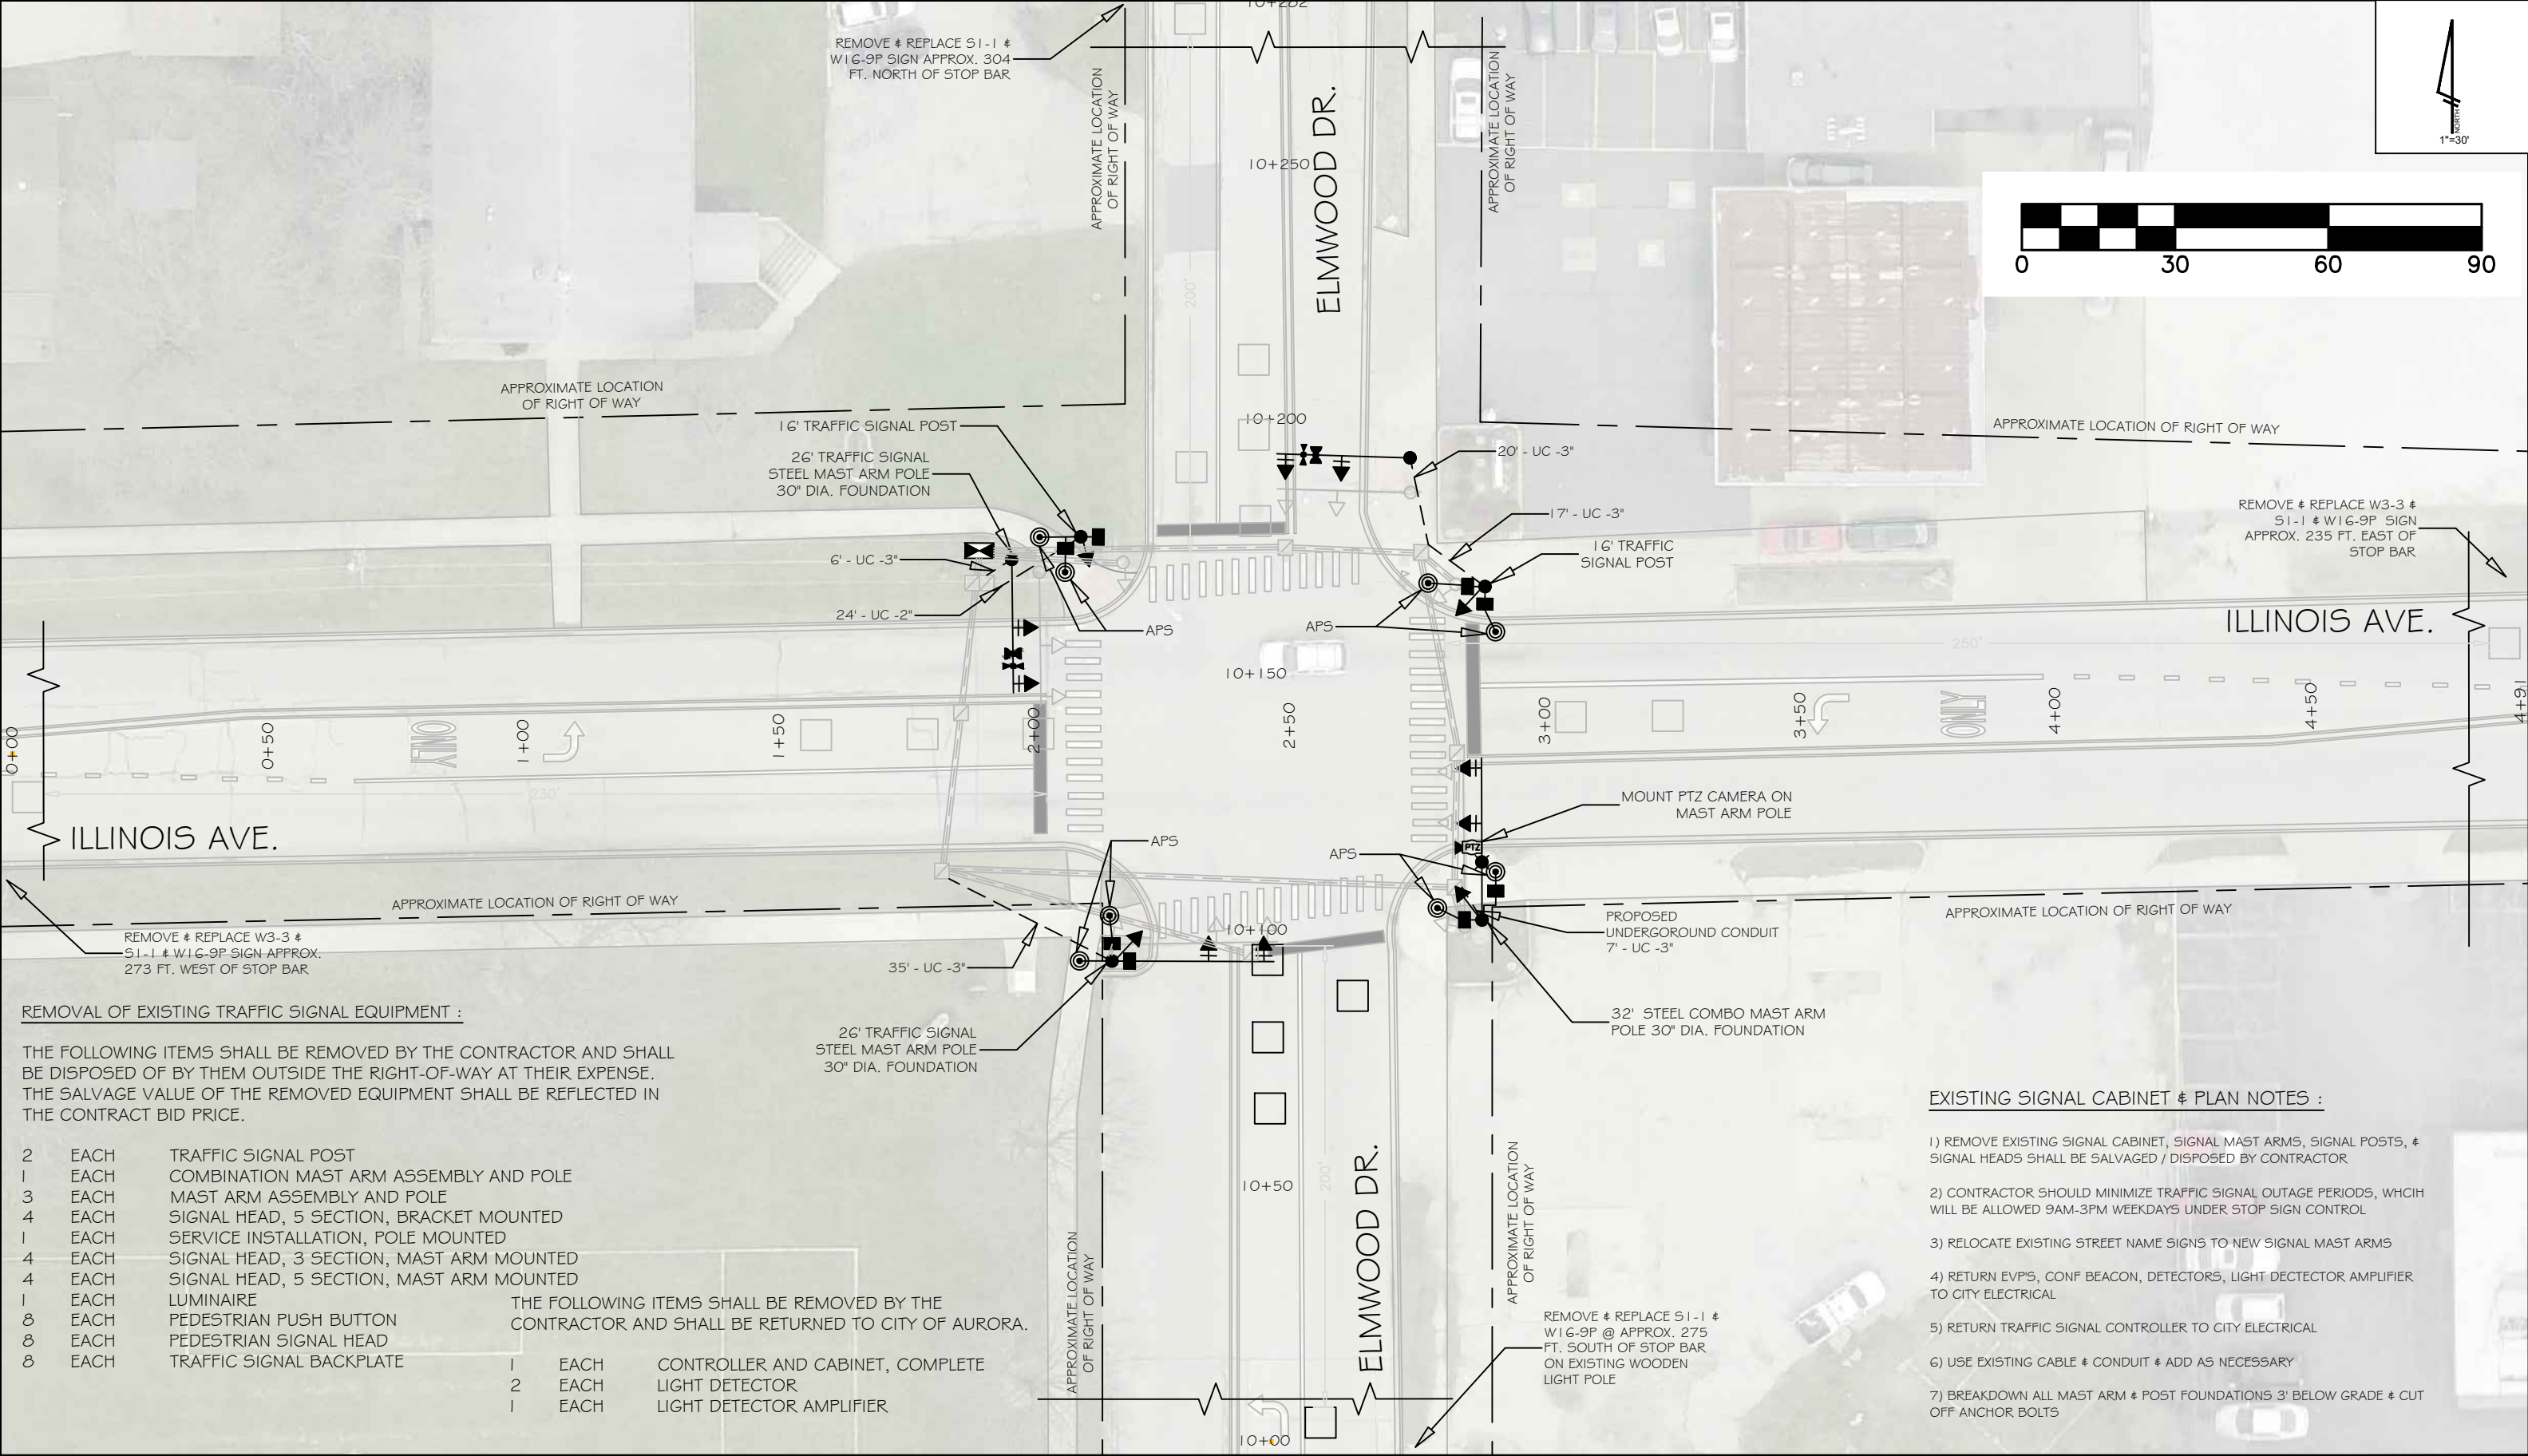 10+262
REMOVE & REPLACE S1-1 &
W16-9P SIGN APPROX. 304
FT. NORTH OF STOP BAR
APPROXIMATE LOCATION
OF RIGHT OF WAY
ELMWOOD DR.
10+250
APPROXIMATE LOCATION
OF RIGHT OF WAY
NORTH
1"=30'
0 30 60 90
200'
APPROXIMATE LOCATION
OF RIGHT OF WAY
16' TRAFFIC SIGNAL POST
10+200
APPROXIMATE LOCATION OF RIGHT OF WAY
26' TRAFFIC SIGNAL
STEEL MAST ARM POLE
30" DIA. FOUNDATION
20' - UC -3"
17' - UC -3"
REMOVE & REPLACE W3-3 &
S1-1 & W16-9P SIGN
APPROX. 235 FT. EAST OF
STOP BAR
16' TRAFFIC
SIGNAL POST
6' - UC -3"
24' - UC -2"
APS
APS
ILLINOIS AVE.
250'
10+150
0+00
0+50
ONLY
1+00
1+50
2+00
2+50
3+00
3+50
ONLY
4+00
4+50
4+91
230'
MOUNT PTZ CAMERA ON
MAST ARM POLE
ILLINOIS AVE.
APS
APS
PTZ
APPROXIMATE LOCATION OF RIGHT OF WAY
APPROXIMATE LOCATION OF RIGHT OF WAY
REMOVE & REPLACE W3-3 &
S1-1 & W16-9P SIGN APPROX.
273 FT. WEST OF STOP BAR
10+100
PROPOSED
UNDERGOROUND CONDUIT
7' - UC -3"
35' - UC -3"
26' TRAFFIC SIGNAL
STEEL MAST ARM POLE
30" DIA. FOUNDATION
32' STEEL COMBO MAST ARM
POLE 30" DIA. FOUNDATION
REMOVAL OF EXISTING TRAFFIC SIGNAL EQUIPMENT :
THE FOLLOWING ITEMS SHALL BE REMOVED BY THE CONTRACTOR AND SHALL
BE DISPOSED OF BY THEM OUTSIDE THE RIGHT-OF-WAY AT THEIR EXPENSE.
THE SALVAGE VALUE OF THE REMOVED EQUIPMENT SHALL BE REFLECTED IN
THE CONTRACT BID PRICE.
2 EACH TRAFFIC SIGNAL POST
1 EACH COMBINATION MAST ARM ASSEMBLY AND POLE
3 EACH MAST ARM ASSEMBLY AND POLE
4 EACH SIGNAL HEAD, 5 SECTION, BRACKET MOUNTED
1 EACH SERVICE INSTALLATION, POLE MOUNTED
4 EACH SIGNAL HEAD, 3 SECTION, MAST ARM MOUNTED
4 EACH SIGNAL HEAD, 5 SECTION, MAST ARM MOUNTED
1 EACH LUMINAIRE
8 EACH PEDESTRIAN PUSH BUTTON
8 EACH PEDESTRIAN SIGNAL HEAD
8 EACH TRAFFIC SIGNAL BACKPLATE
THE FOLLOWING ITEMS SHALL BE REMOVED BY THE
CONTRACTOR AND SHALL BE RETURNED TO CITY OF AURORA.
1 EACH CONTROLLER AND CABINET, COMPLETE
2 EACH LIGHT DETECTOR
1 EACH LIGHT DETECTOR AMPLIFIER
APPROXIMATE LOCATION
OF RIGHT OF WAY
10+50
200'
ELMWOOD DR.
10+00
APPROXIMATE LOCATION
OF RIGHT OF WAY
REMOVE & REPLACE S1-1 &
W16-9P @ APPROX. 275
FT. SOUTH OF STOP BAR
ON EXISTING WOODEN
LIGHT POLE
EXISTING SIGNAL CABINET & PLAN NOTES :
1) REMOVE EXISTING SIGNAL CABINET, SIGNAL MAST ARMS, SIGNAL POSTS, &
SIGNAL HEADS SHALL BE SALVAGED / DISPOSED BY CONTRACTOR
2) CONTRACTOR SHOULD MINIMIZE TRAFFIC SIGNAL OUTAGE PERIODS, WHCIH
WILL BE ALLOWED 9AM-3PM WEEKDAYS UNDER STOP SIGN CONTROL
3) RELOCATE EXISTING STREET NAME SIGNS TO NEW SIGNAL MAST ARMS
4) RETURN EVP'S, CONF BEACON, DETECTORS, LIGHT DECTECTOR AMPLIFIER
TO CITY ELECTRICAL
5) RETURN TRAFFIC SIGNAL CONTROLLER TO CITY ELECTRICAL
6) USE EXISTING CABLE & CONDUIT & ADD AS NECESSARY
7) BREAKDOWN ALL MAST ARM & POST FOUNDATIONS 3' BELOW GRADE & CUT
OFF ANCHOR BOLTS